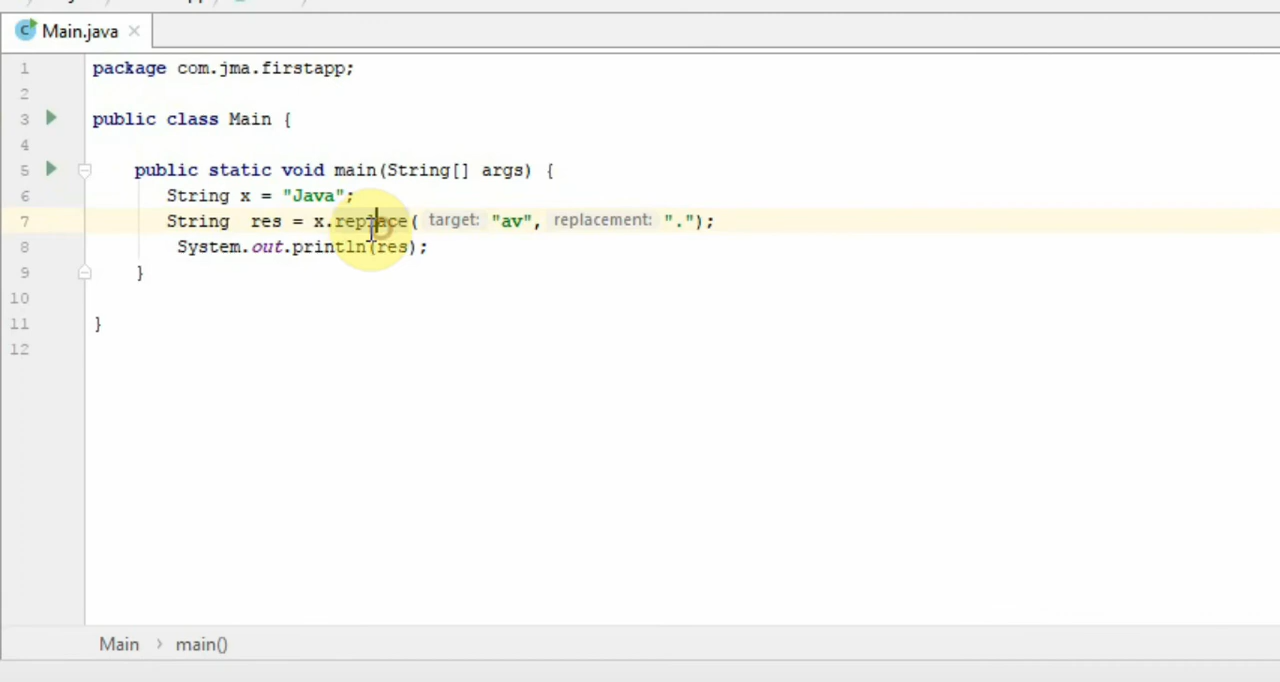 Main.java
1 package com.jma.firstapp;
2
3 public class Main {
4
5 public static void main(String[] args) {
6 String x = "Java";
7 String res = x.replace( target: "av", replacement: ".");
8 System.out.println(res);
9 }
10
11 }
12
Main > main()